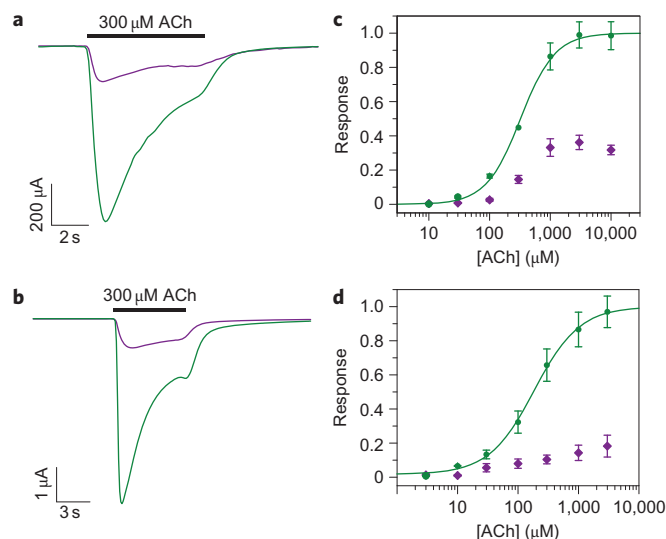 a
300 μM ACh
200 μA
2 s
b
300 μM ACh
1 μA
3 s
c
Response
1.0
0.8
0.6
0.4
0.2
0
10
100
1,000
10,000
[ACh] (μM)
d
Response
1.0
0.8
0.6
0.4
0.2
0
10
100
1,000
10,000
[ACh] (μM)